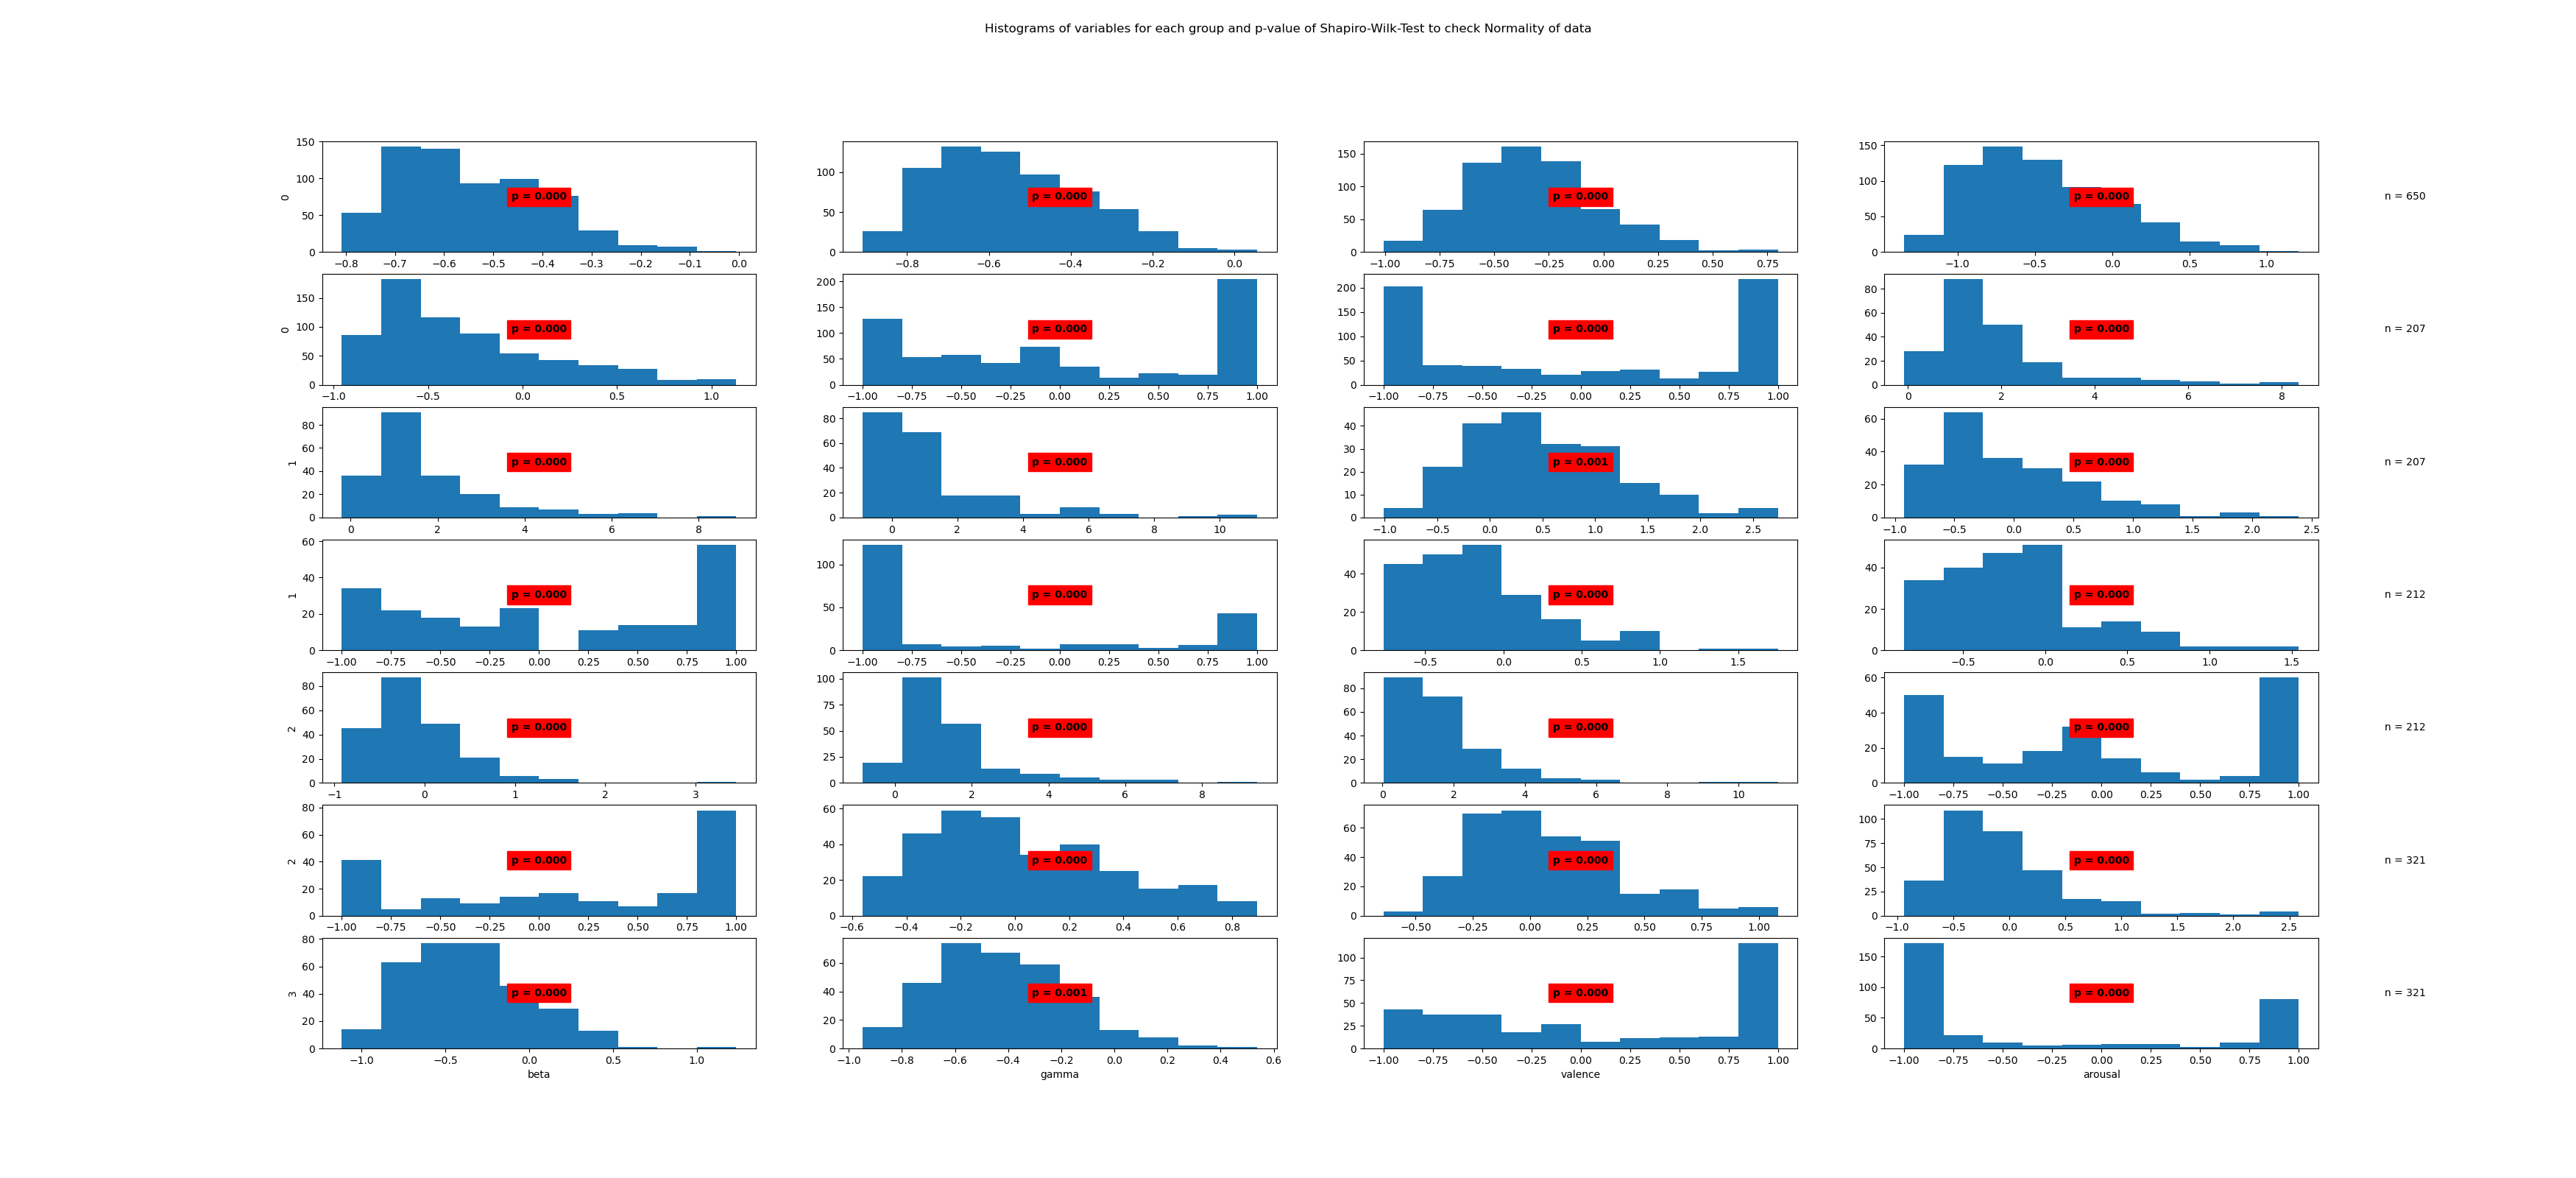 Histograms of variables for each group and p-value of Shapiro-Wilk-Test to check Normality of data
0
150
100
50
0
p = 0.000
−0.8 −0.7 −0.6 −0.5 −0.4 −0.3 −0.2 −0.1 0.0
100
50
0
p = 0.000
−0.8 −0.6 −0.4 −0.2 0.0
150
100
50
0
p = 0.000
−1.00 −0.75 −0.50 −0.25 0.00 0.25 0.50 0.75
150
100
50
0
p = 0.000
−1.0 −0.5 0.0 0.5 1.0
n = 650
0
150
100
50
0
p = 0.000
−1.0 −0.5 0.0 0.5 1.0
200
150
100
50
0
p = 0.000
−1.00 −0.75 −0.50 −0.25 0.00 0.25 0.50 0.75 1.00
200
150
100
50
0
p = 0.000
−1.00 −0.75 −0.50 −0.25 0.00 0.25 0.50 0.75 1.00
80
60
40
20
0
p = 0.000
0 2 4 6 8
n = 207
1
80
60
40
20
0
p = 0.000
0 2 4 6 8
80
60
40
20
0
p = 0.000
0 2 4 6 8 10
40
30
20
10
0
p = 0.001
−1.0 −0.5 0.0 0.5 1.0 1.5 2.0 2.5
60
40
20
0
p = 0.000
−1.0 −0.5 0.0 0.5 1.0 1.5 2.0 2.5
n = 207
1
60
40
20
0
p = 0.000
−1.00 −0.75 −0.50 −0.25 0.00 0.25 0.50 0.75 1.00
100
50
0
p = 0.000
−1.00 −0.75 −0.50 −0.25 0.00 0.25 0.50 0.75 1.00
40
20
0
p = 0.000
−0.5 0.0 0.5 1.0 1.5
40
20
0
p = 0.000
−0.5 0.0 0.5 1.0 1.5
n = 212
2
80
60
40
20
0
p = 0.000
−1 0 1 2 3
100
75
50
25
0
p = 0.000
0 2 4 6 8
80
60
40
20
0
p = 0.000
0 2 4 6 8 10
60
40
20
0
p = 0.000
−1.00 −0.75 −0.50 −0.25 0.00 0.25 0.50 0.75 1.00
n = 212
2
80
60
40
20
0
p = 0.000
−1.00 −0.75 −0.50 −0.25 0.00 0.25 0.50 0.75 1.00
60
40
20
0
p = 0.000
−0.6 −0.4 −0.2 0.0 0.2 0.4 0.6 0.8
60
40
20
0
p = 0.000
−0.50 −0.25 0.00 0.25 0.50 0.75 1.00
100
75
50
25
0
p = 0.000
−1.0 −0.5 0.0 0.5 1.0 1.5 2.0 2.5
n = 321
3
80
60
40
20
0
p = 0.000
−1.0 −0.5 0.0 0.5 1.0
beta
60
40
20
0
p = 0.001
−1.0 −0.8 −0.6 −0.4 −0.2 0.0 0.2 0.4 0.6
gamma
100
75
50
25
0
p = 0.000
−1.00 −0.75 −0.50 −0.25 0.00 0.25 0.50 0.75 1.00
valence
150
100
50
0
p = 0.000
−1.00 −0.75 −0.50 −0.25 0.00 0.25 0.50 0.75 1.00
arousal
n = 321